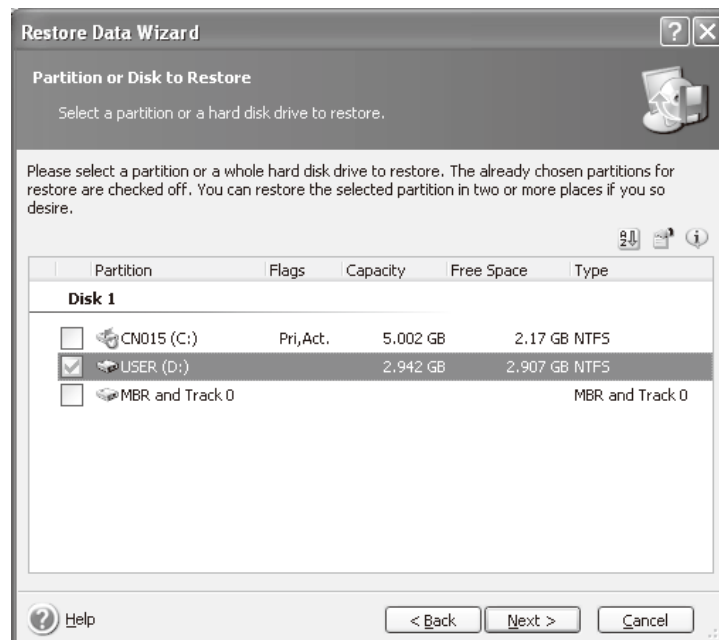 Restore Data Wizard
Partition or Disk to Restore
Select a partition or a hard disk drive to restore.
Please select a partition or a whole hard disk drive to restore. The already chosen partitions for
restore are checked off. You can restore the selected partition in two or more places if you so
desire.
Partition Flags Capacity Free Space Type
Disk 1
CN015 (C:) Pri,Act. 5.002 GB 2.17 GB NTFS
USER (D:) 2.942 GB 2.907 GB NTFS
MBR and Track 0 MBR and Track 0
Help < Back Next > Cancel